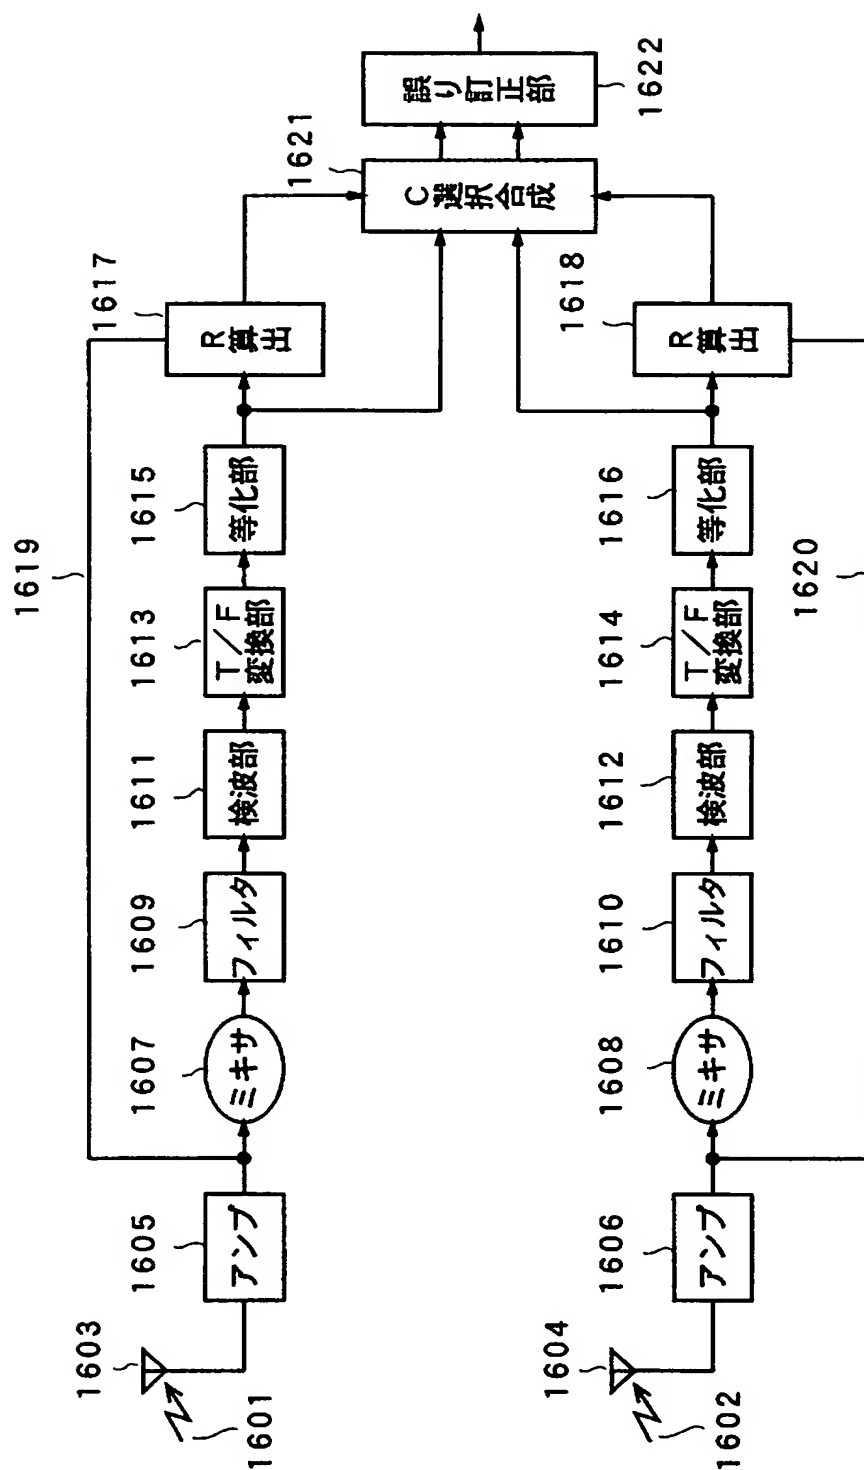 1601
1603
1605
アンプ
1607
ミキサ
1609
フィルタ
1611
検波部
1613
T/F
変換部
1615
等化部
1617
R
算出
1619
1621
C
選択合成
1622
誤り訂正部
1602
1604
1606
アンプ
1608
ミキサ
1610
フィルタ
1612
検波部
1614
T/F
変換部
1616
等化部
1618
R
算出
1620